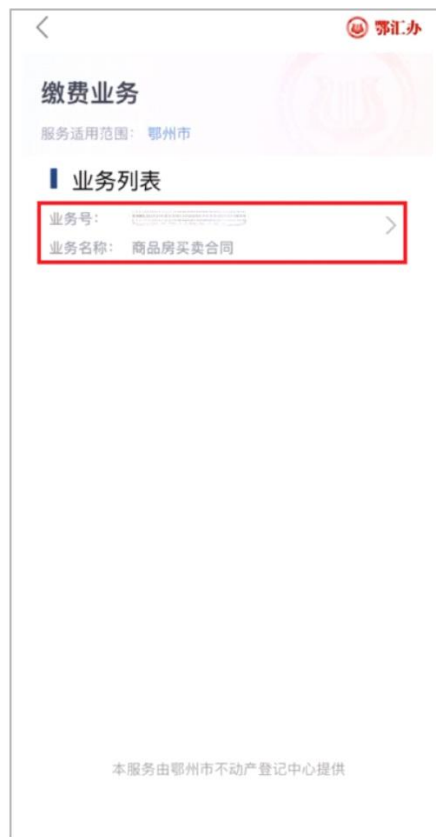 鄂汇办
缴费业务
服务适用范围：鄂州市
业务列表
业务号：
业务名称：商品房买卖合同
本服务由鄂州市不动产登记中心提供